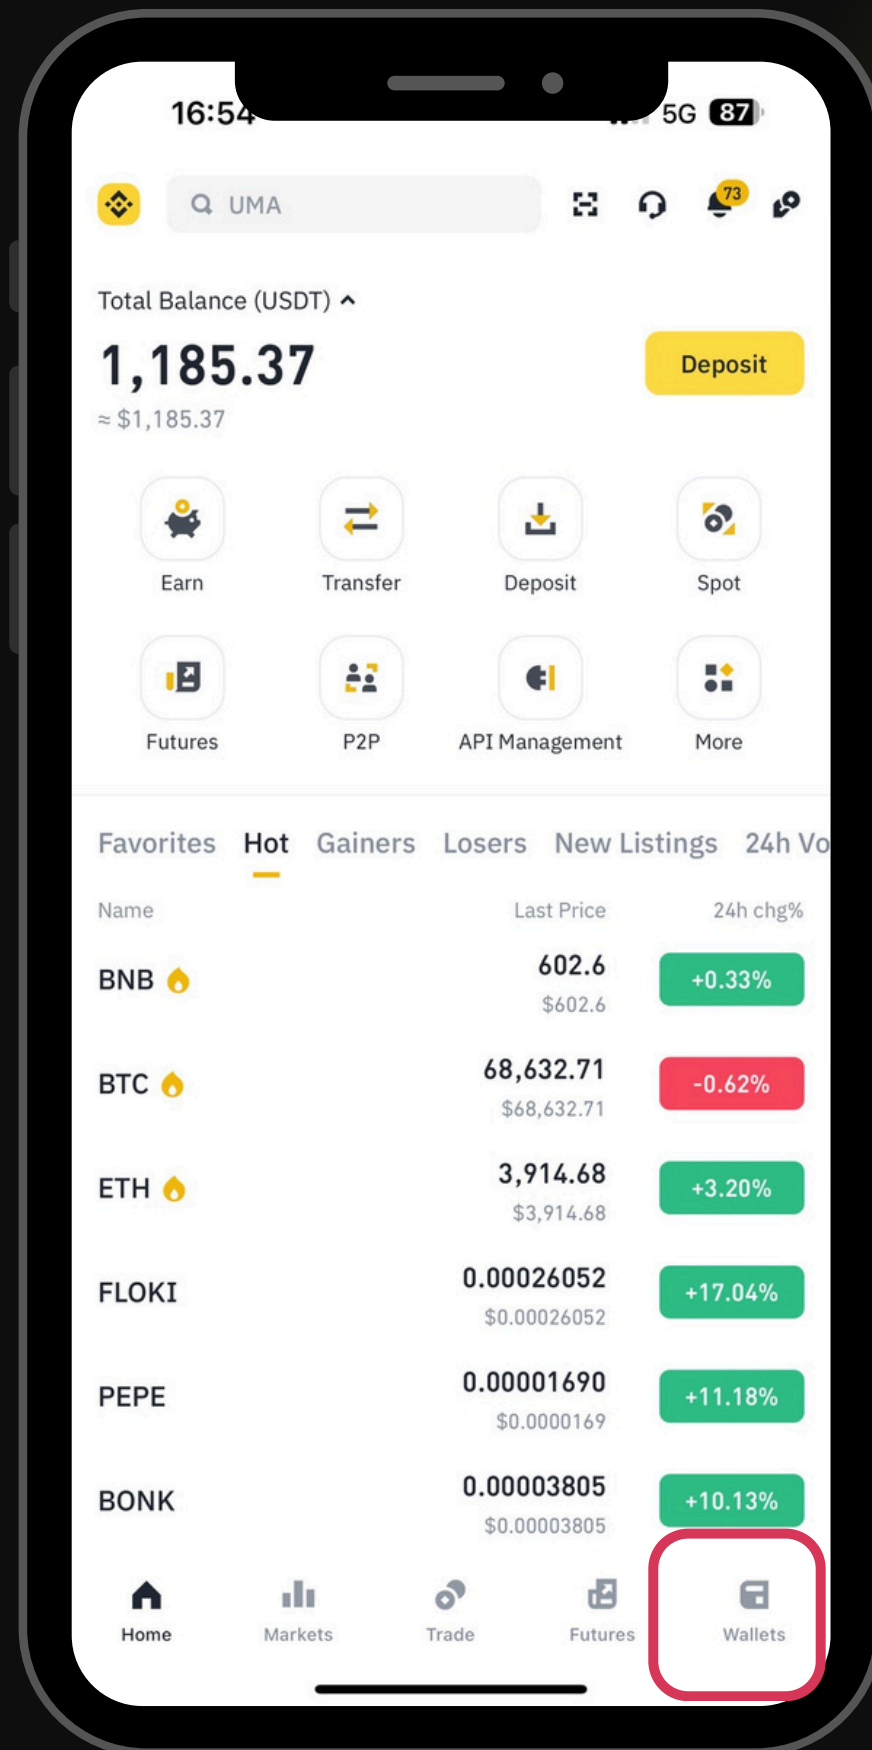 16:54 5G 87
UMA 73
Total Balance (USDT)
1,185.37
Deposit
≈ $1,185.37
Earn Transfer Deposit Spot
Futures P2P API Management More
Favorites Hot Gainers Losers New Listings 24h Vo
Name Last Price 24h chg%
BNB 602.6 +0.33%
$602.6
BTC 68,632.71 -0.62%
$68,632.71
ETH 3,914.68 +3.20%
$3,914.68
FLOKI 0.00026052 +17.04%
$0.00026052
PEPE 0.00001690 +11.18%
$0.0000169
BONK 0.00003805 +10.13%
$0.00003805
Home Markets Trade Futures Wallets